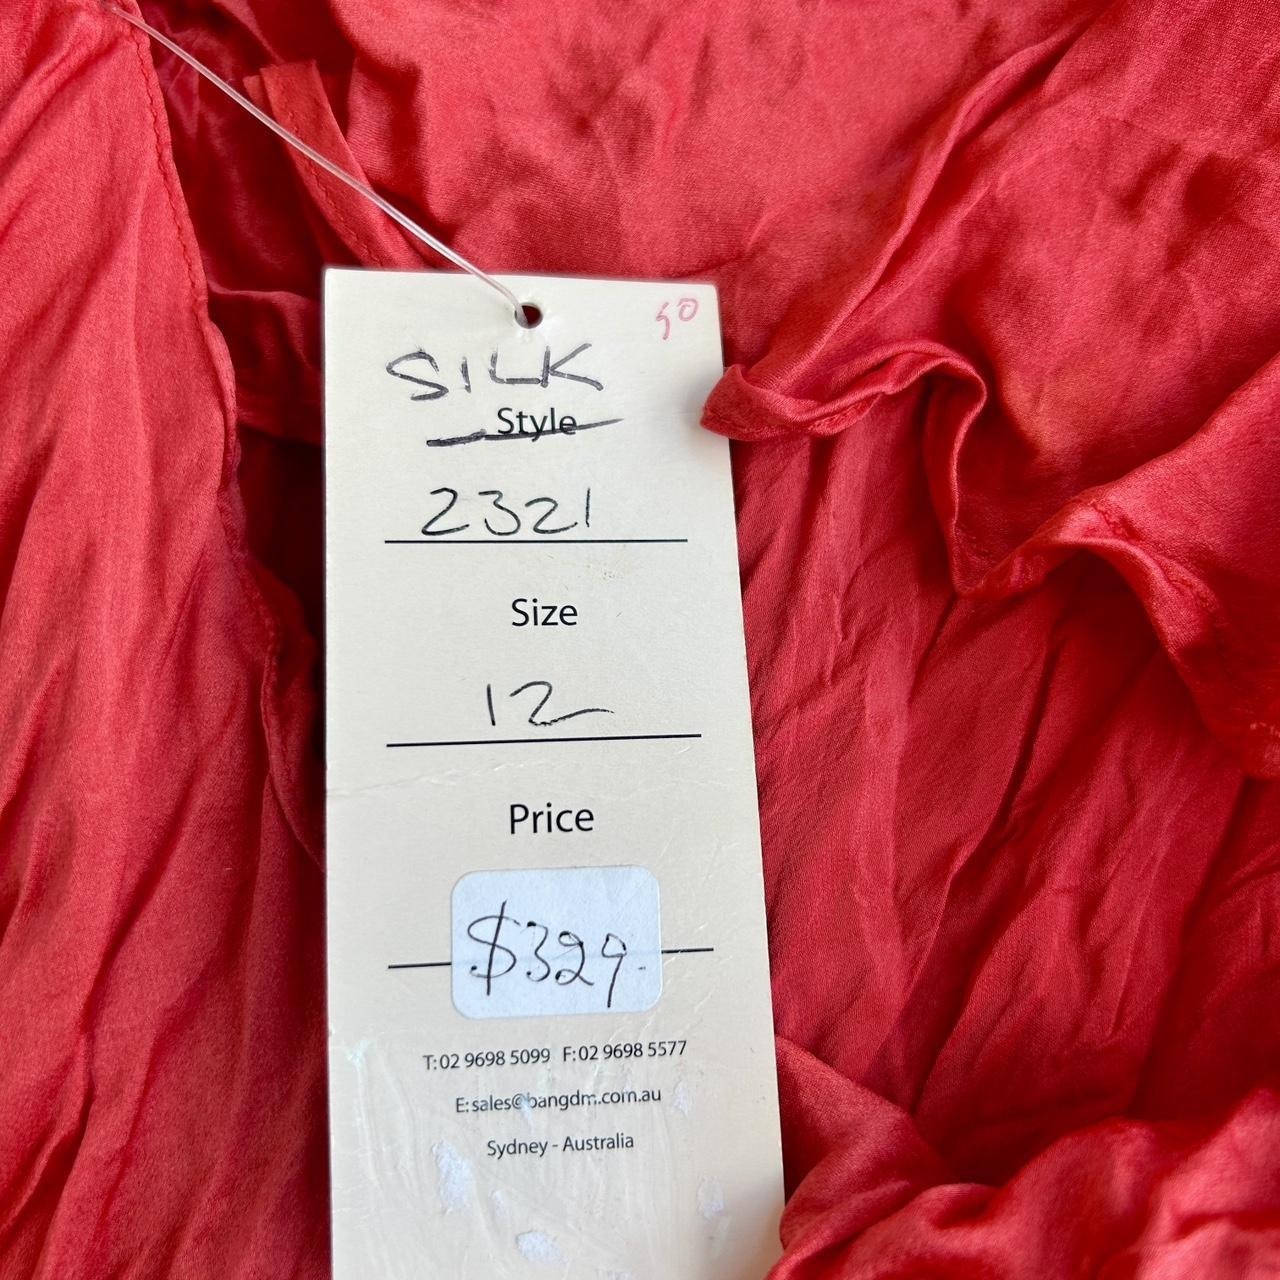 50
SILK
Style
2321
Size
12
Price
$329.
T: 02 9698 5099 F: 02 9698 5577
E: sales@bangdm.com.au
Sydney - Australia